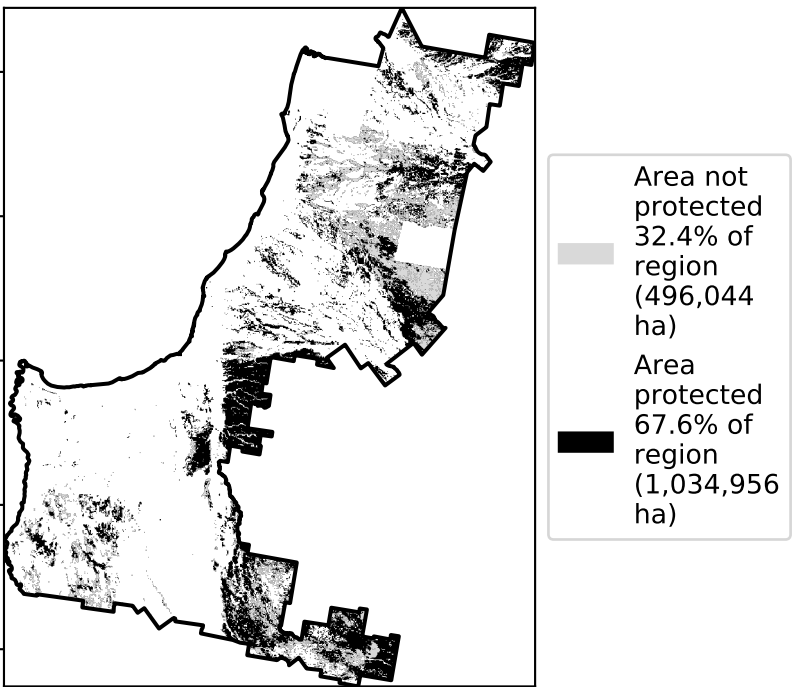 Area not
protected
32.4% of
region
(496,044
ha)
Area
protected
67.6% of
region
(1,034,956
ha)